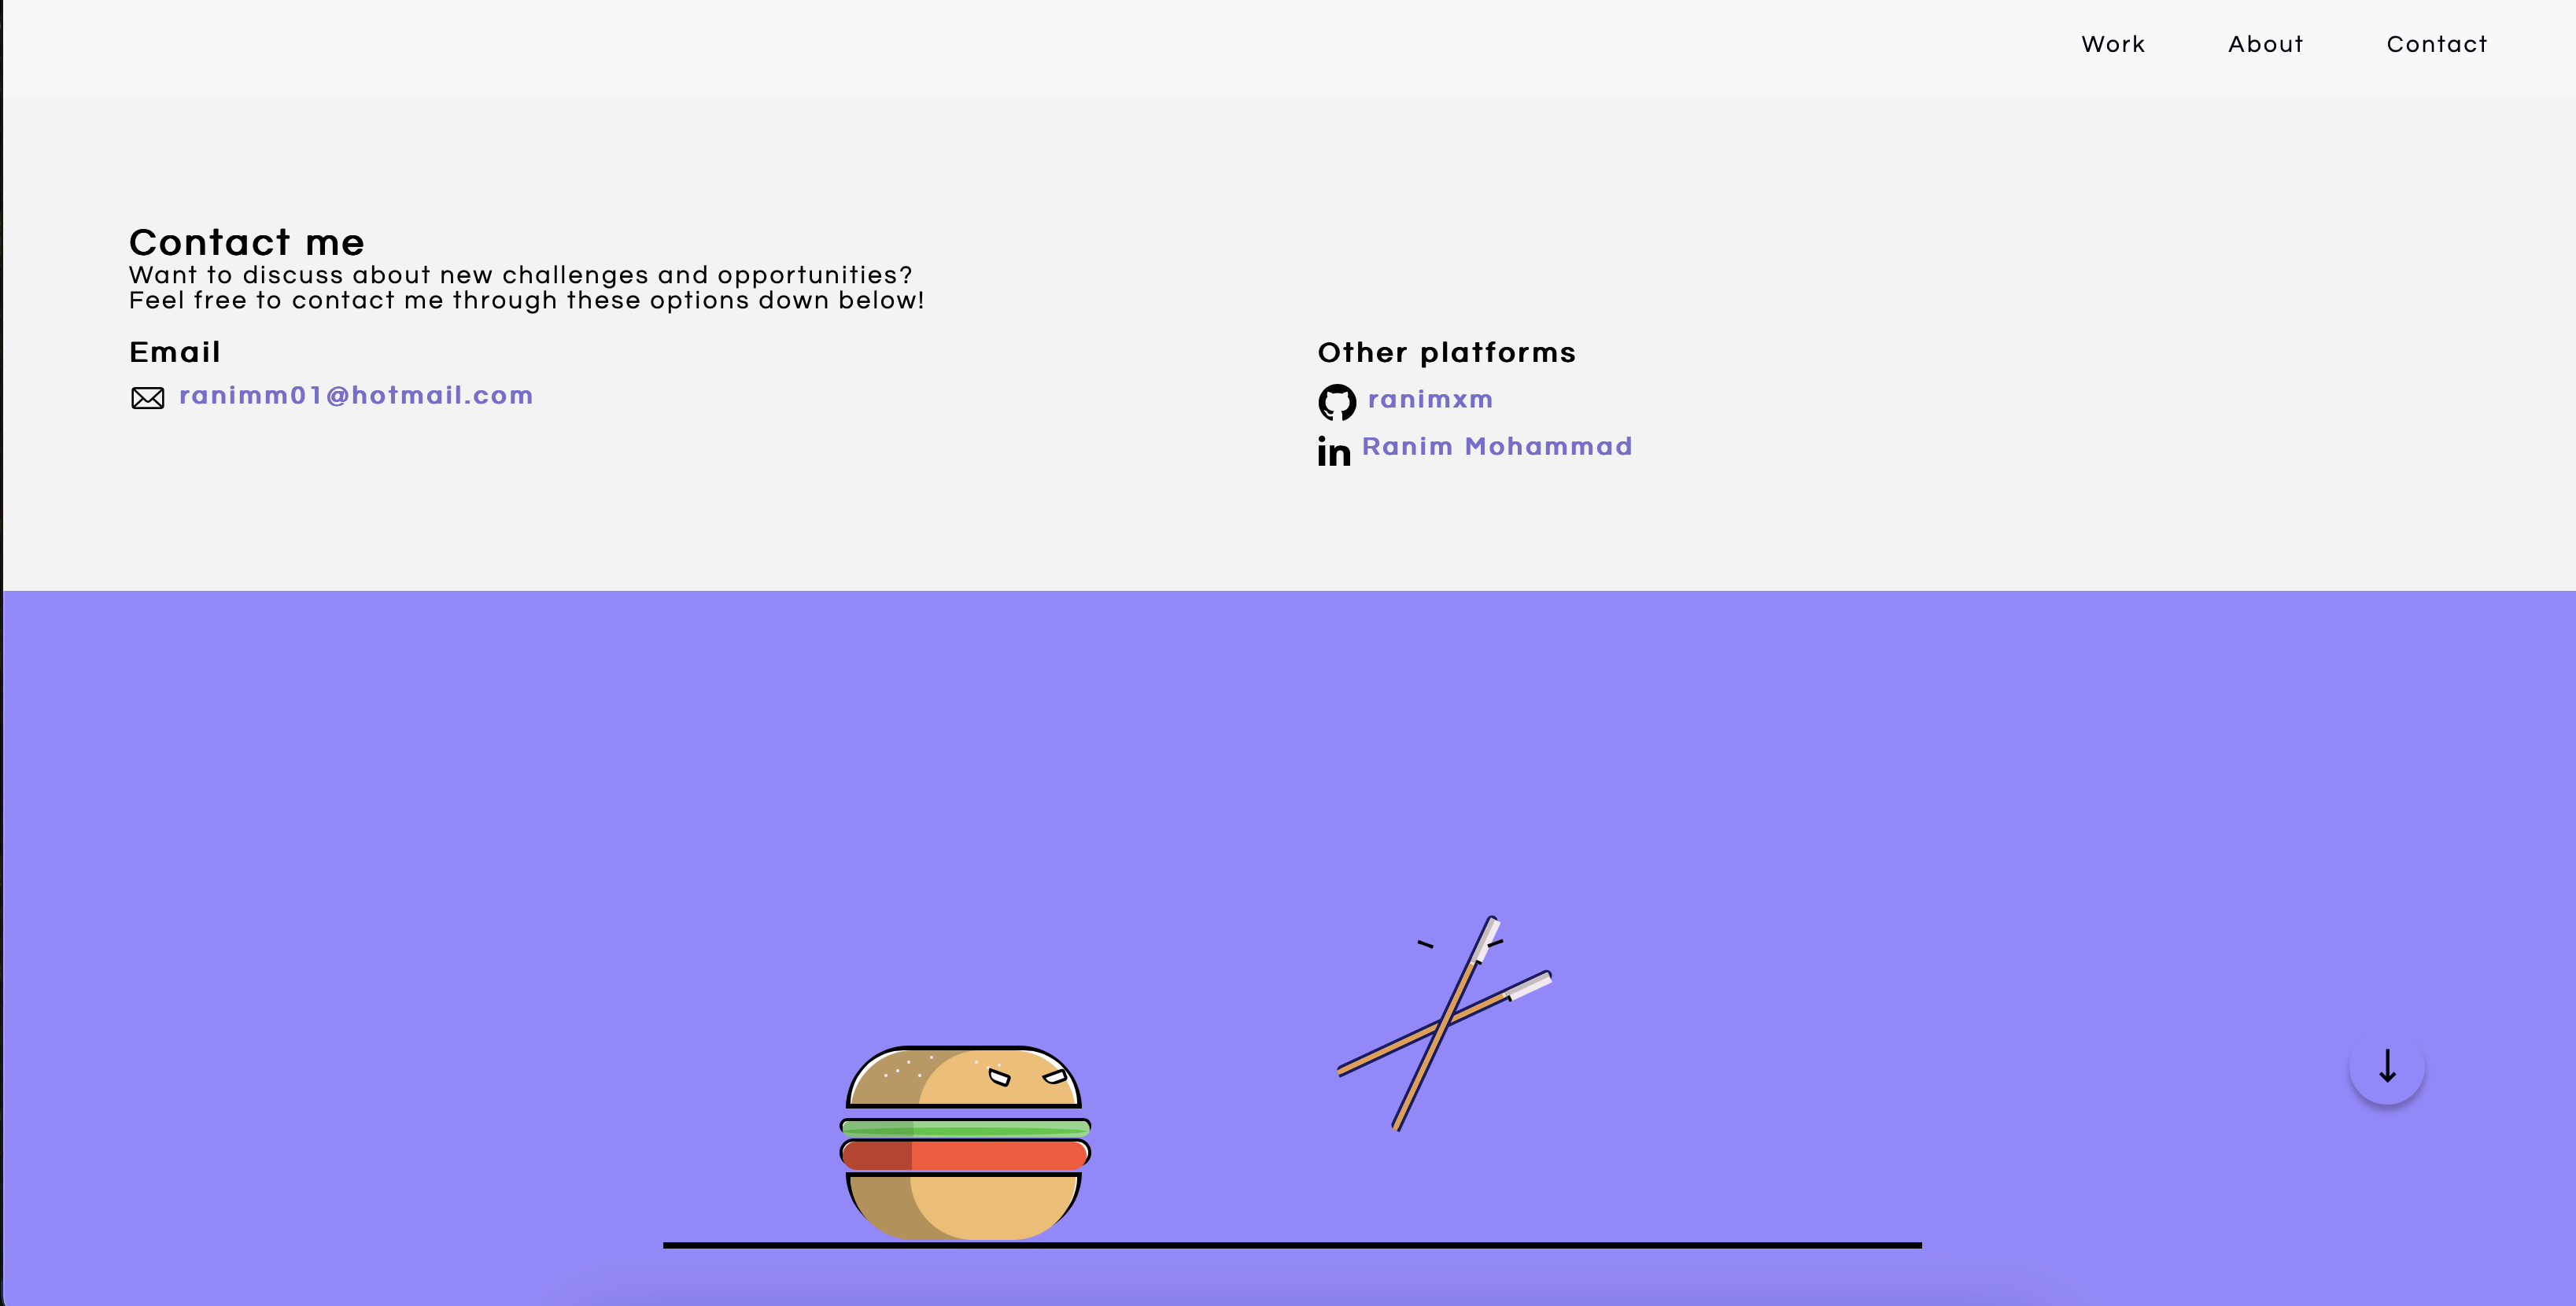 Work About Contact
Contact me
Want to discuss about new challenges and opportunities?
Feel free to contact me through these options down below!
Email
ranimm01@hotmail.com
Other platforms
ranimxm
in Ranim Mohammad